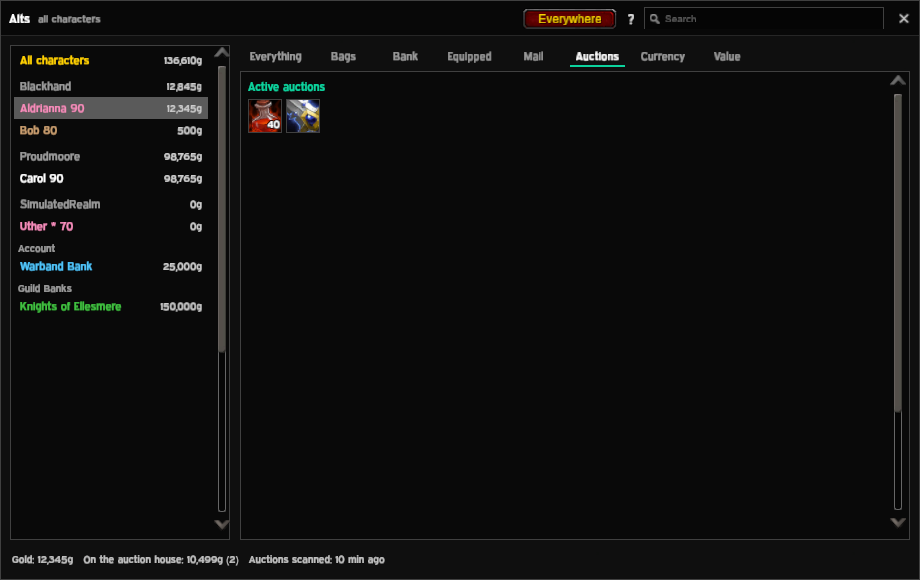 Alts all characters Everywhere ? Search
Everything Bags Bank Equipped Mail Auctions Currency Value
All characters 136,610g
Blackhand 12,845g
Aldrianna 90 12,345g
Bob 80 500g
Proudmoore 98,765g
Carol 90 98,765g
SimulatedRealm 0g
Uther * 70 0g
Account
Warband Bank 25,000g
Guild Banks
Knights of Ellesmere 150,000g
Active auctions
40
Gold: 12,345g On the auction house: 10,499g (2) Auctions scanned: 10 min ago